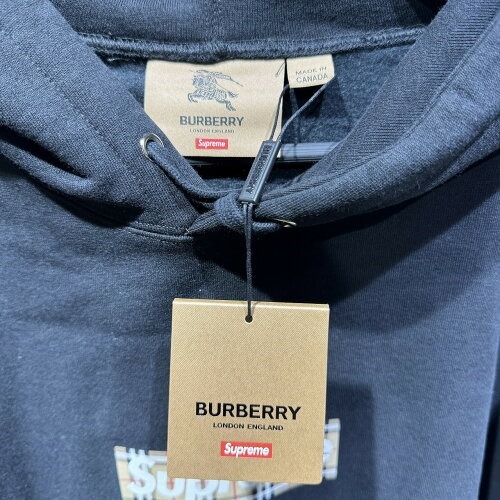 BURBERRY
LONDON ENGLAND
Supreme
MADE IN
CANADA
BURBERRY
LONDON ENGLAND
Supreme